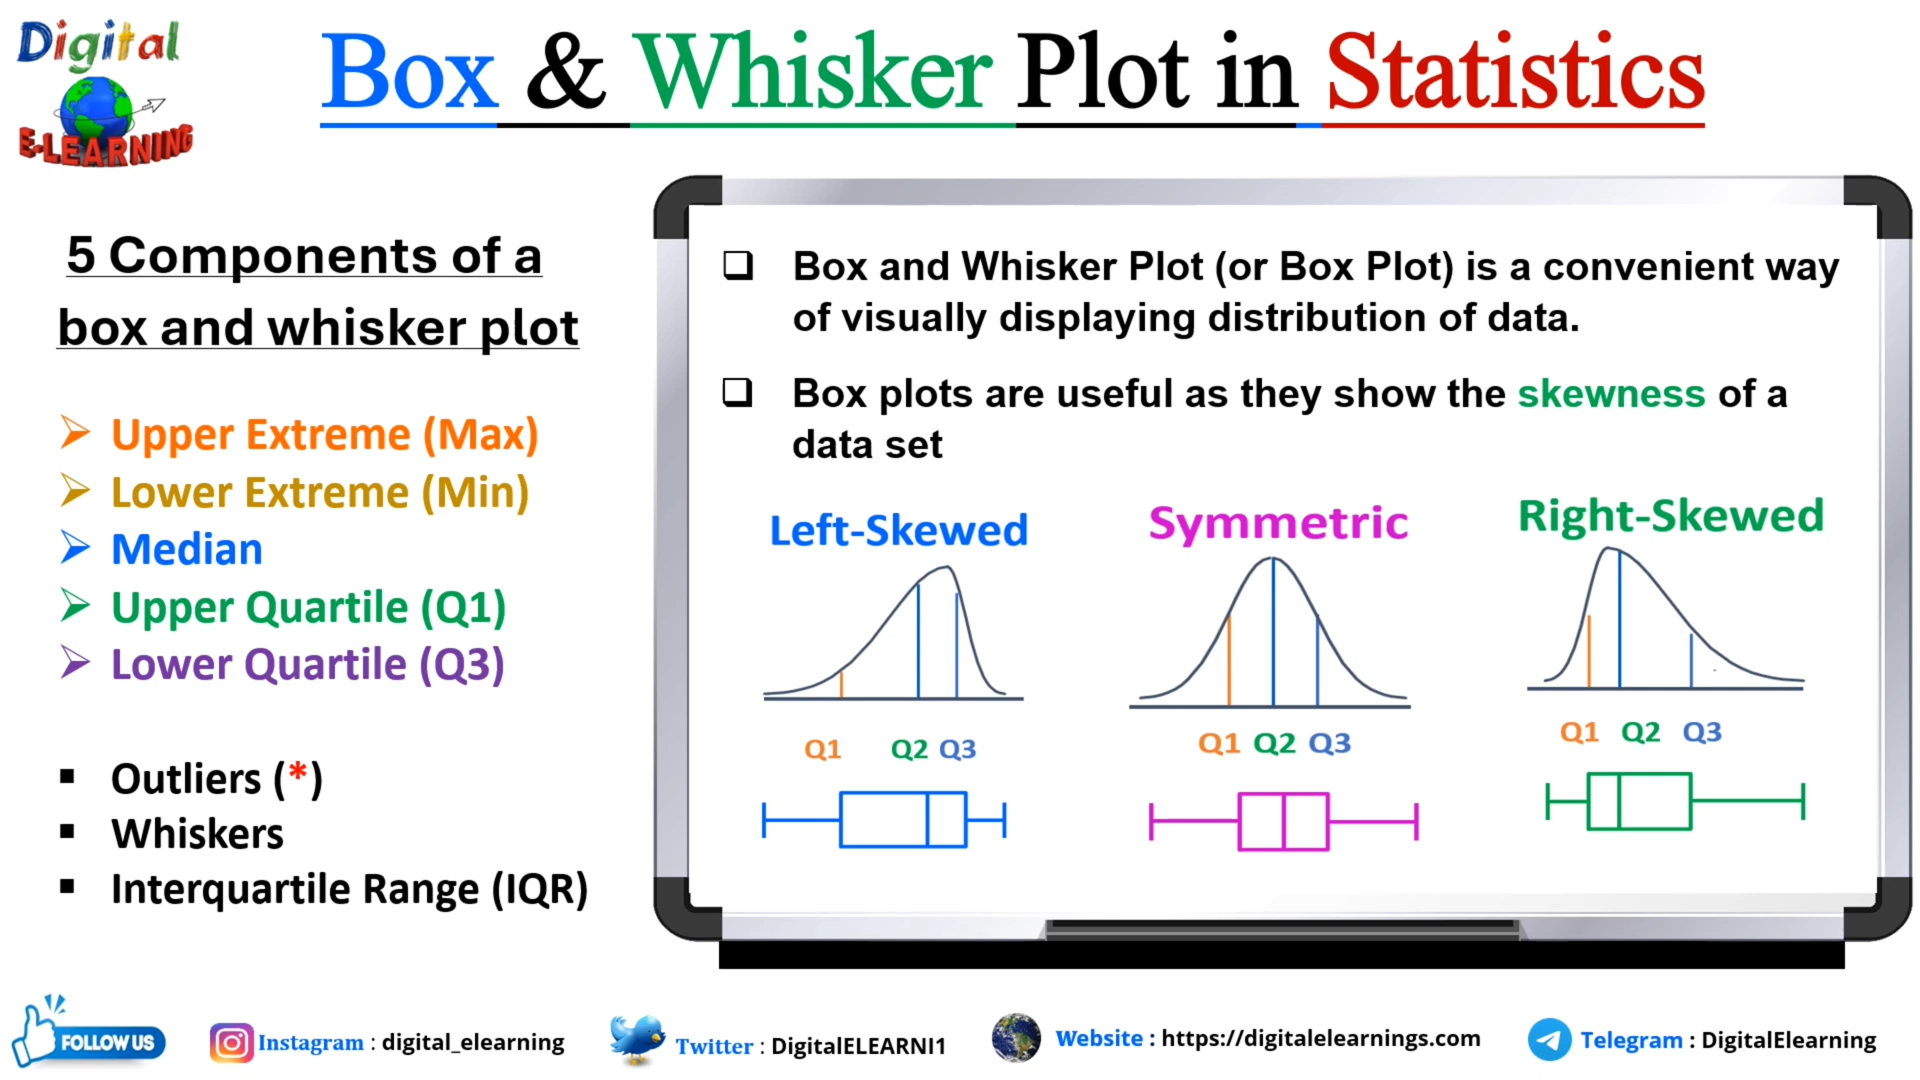 Digital
E-LEARNING
Box & Whisker Plot in Statistics
5 Components of a
box and whisker plot
Upper Extreme (Max)
Lower Extreme (Min)
Median
Upper Quartile (Q1)
Lower Quartile (Q3)
Outliers (*)
Whiskers
Interquartile Range (IQR)
Box and Whisker Plot (or Box Plot) is a convenient way
of visually displaying distribution of data.
Box plots are useful as they show the skewness of a
data set
Left-Skewed
Q1 Q2 Q3
Symmetric
Q1 Q2 Q3
Right-Skewed
Q1 Q2 Q3
FOLLOW US
Instagram : digital_elearning
Twitter : DigitalELEARNI1
Website : https://digitalelearnings.com
Telegram : DigitalElearning